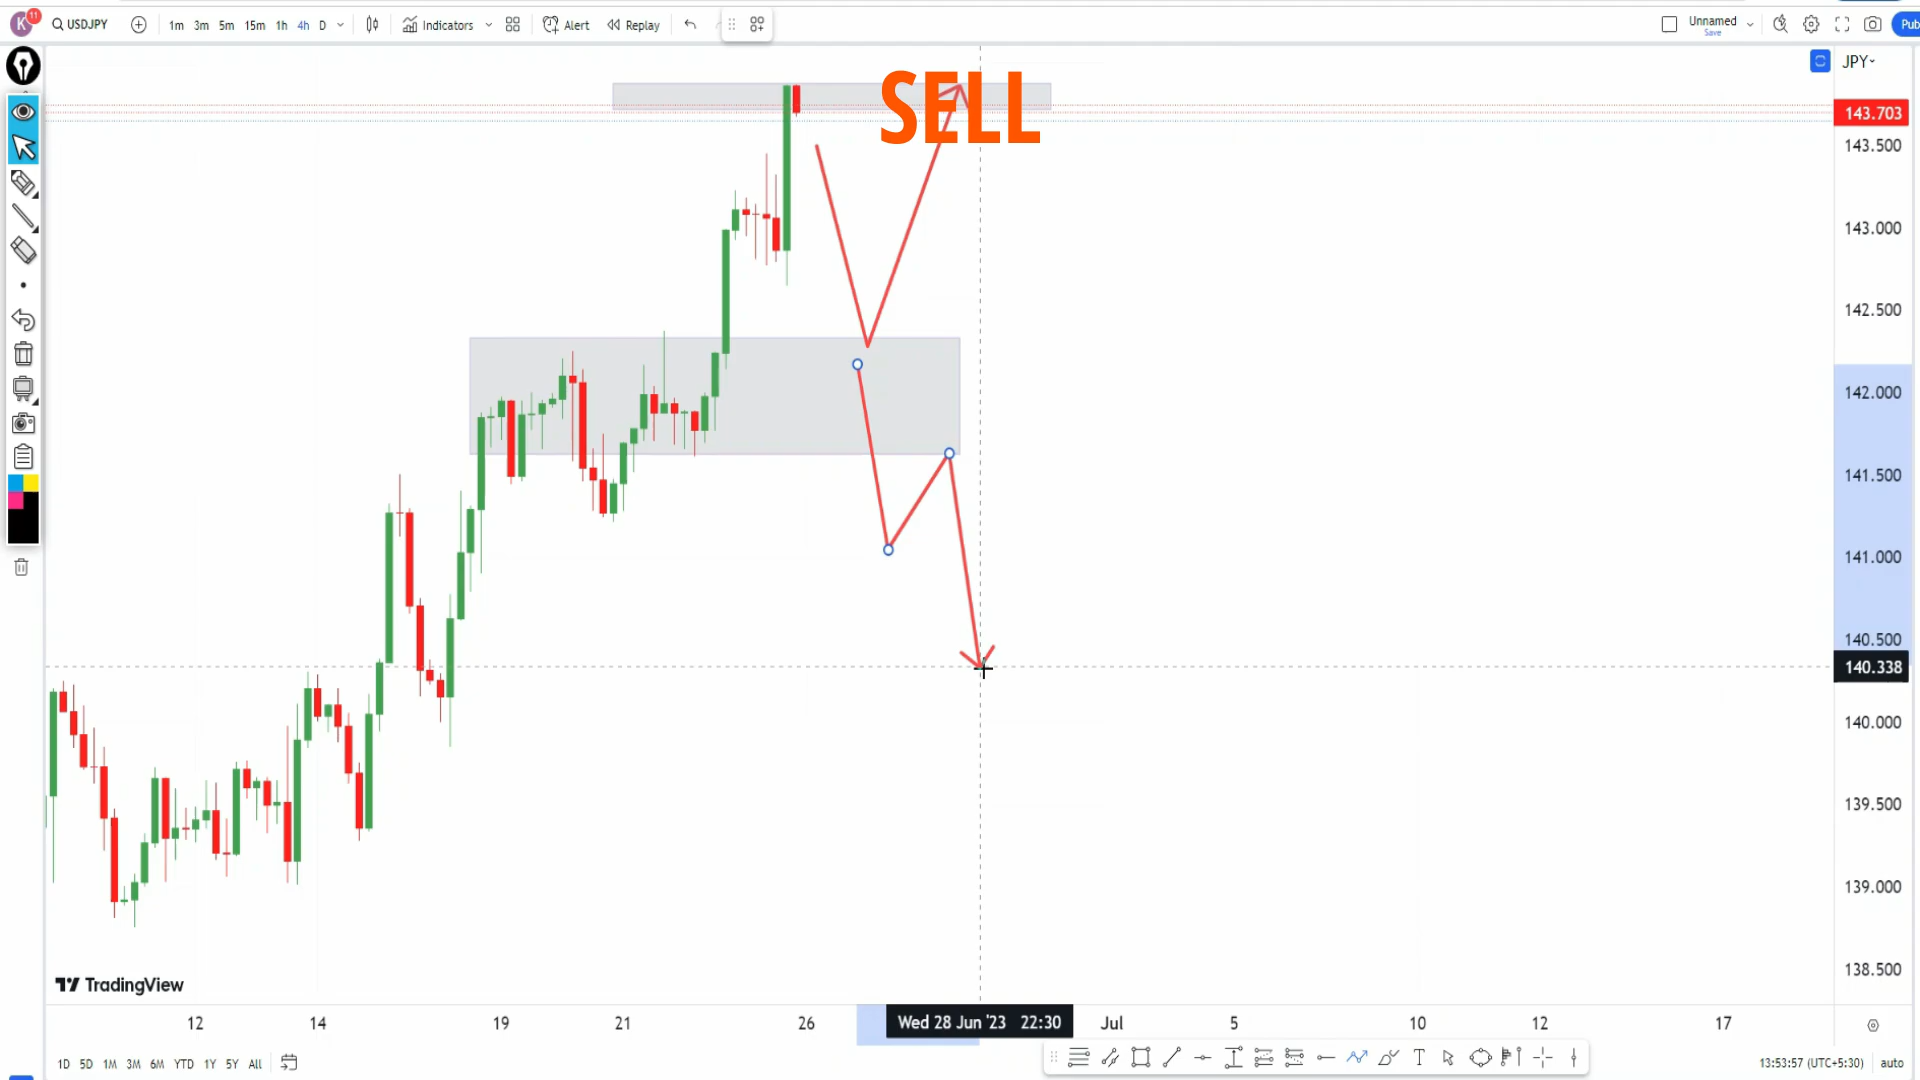 K 11 USDJPY 1m 3m 5m 15m 1h 4h D Indicators Alert Replay Unnamed Pub
Save
JPY
SELL
143.703
143.500
143.000
142.500
142.000
141.500
141.000
140.500
140.338
140.000
139.500
139.000
138.500
TradingView
12 14 19 21 26 Wed 28 Jun '23 22:30 Jul 5 10 12 17
1D 5D 1M 3M 6M YTD 1Y 5Y All T 13:53:57 (UTC+5:30) auto